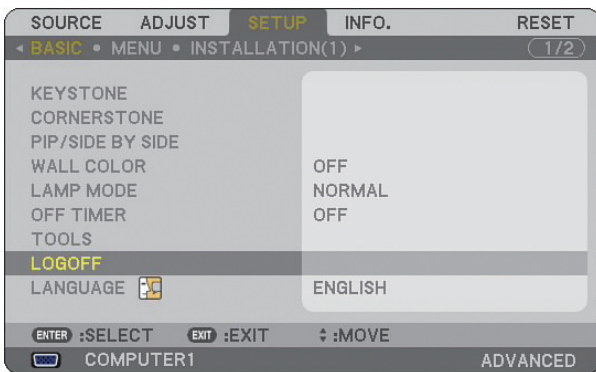 SOURCE ADJUST SETUP INFO. RESET
◂ BASIC • MENU • INSTALLATION(1) ▸ 1/2
KEYSTONE
CORNERSTONE
PIP/SIDE BY SIDE
WALL COLOR OFF
LAMP MODE NORMAL
OFF TIMER OFF
TOOLS
LOGOFF
LANGUAGE ENGLISH
ENTER :SELECT EXIT :EXIT :MOVE
COMPUTER1 ADVANCED